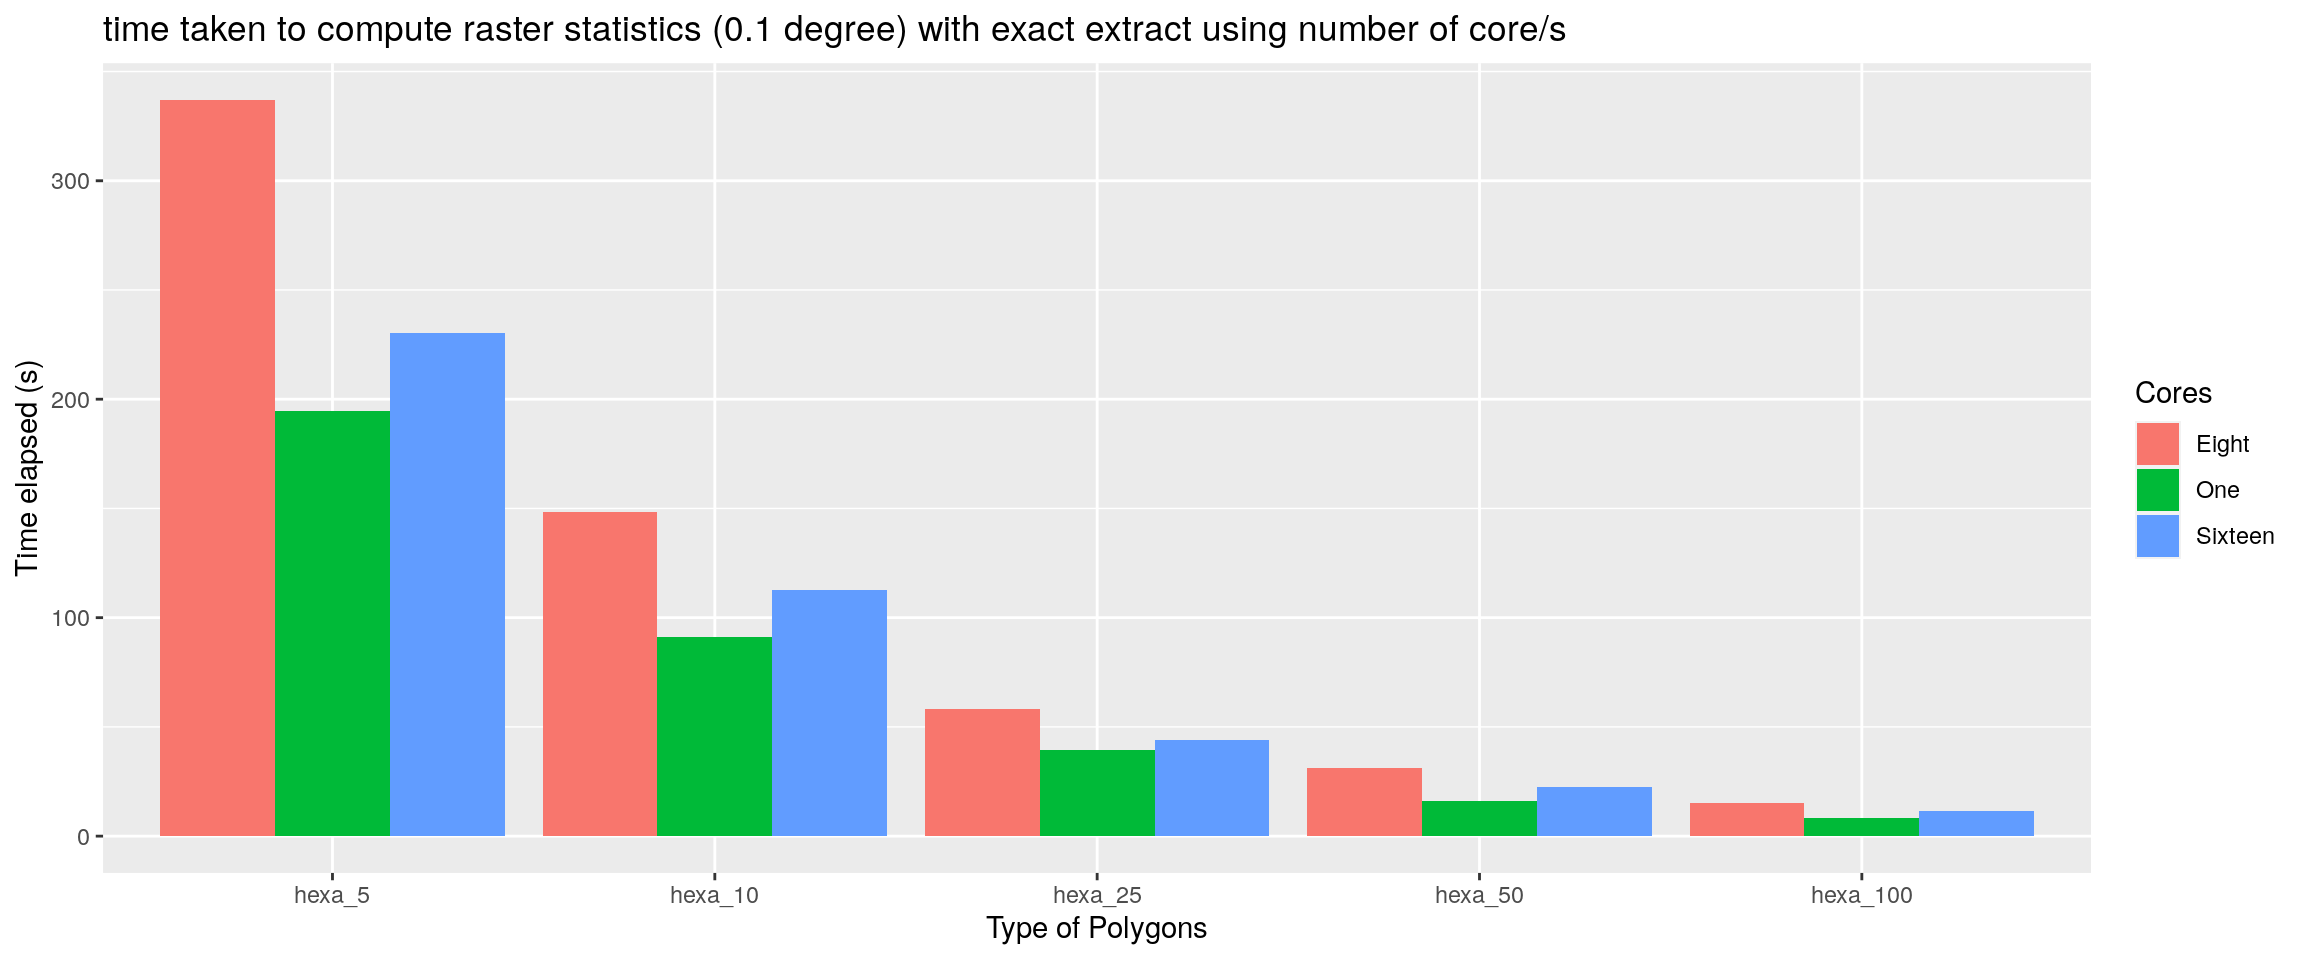 time taken to compute raster statistics (0.1 degree) with exact extract using number of core/s
Time elapsed (s)
300
200
100
0
hexa_5
hexa_10
hexa_25
hexa_50
hexa_100
Type of Polygons
Cores
Eight
One
Sixteen